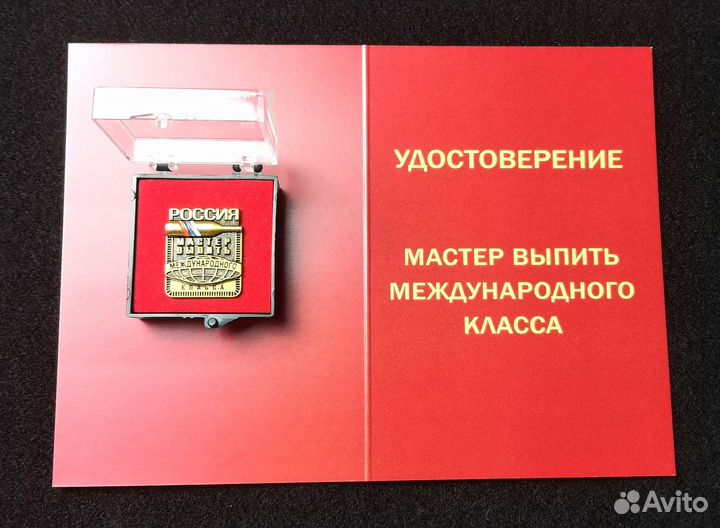 РОССИЯ
МАСТЕР
ВЫПИТЬ
МЕЖДУНАРОДНОГО
КЛАССА
УДОСТОВЕРЕНИЕ
МАСТЕР ВЫПИТЬ
МЕЖДУНАРОДНОГО
КЛАССА
Avito